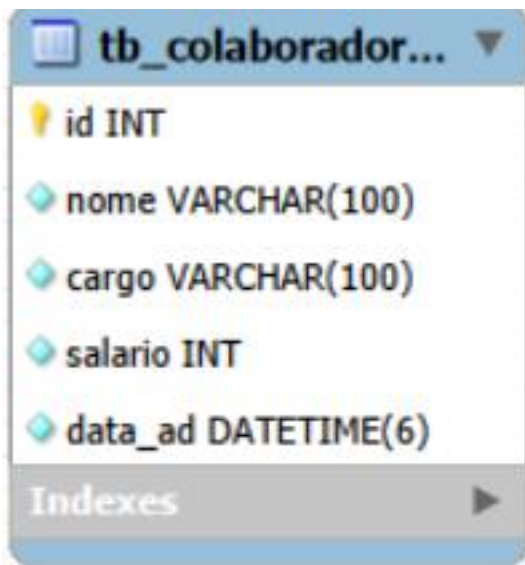 tb_colaborador...
id INT
nome VARCHAR(100)
cargo VARCHAR(100)
salario INT
data_ad DATETIME(6)
Indexes